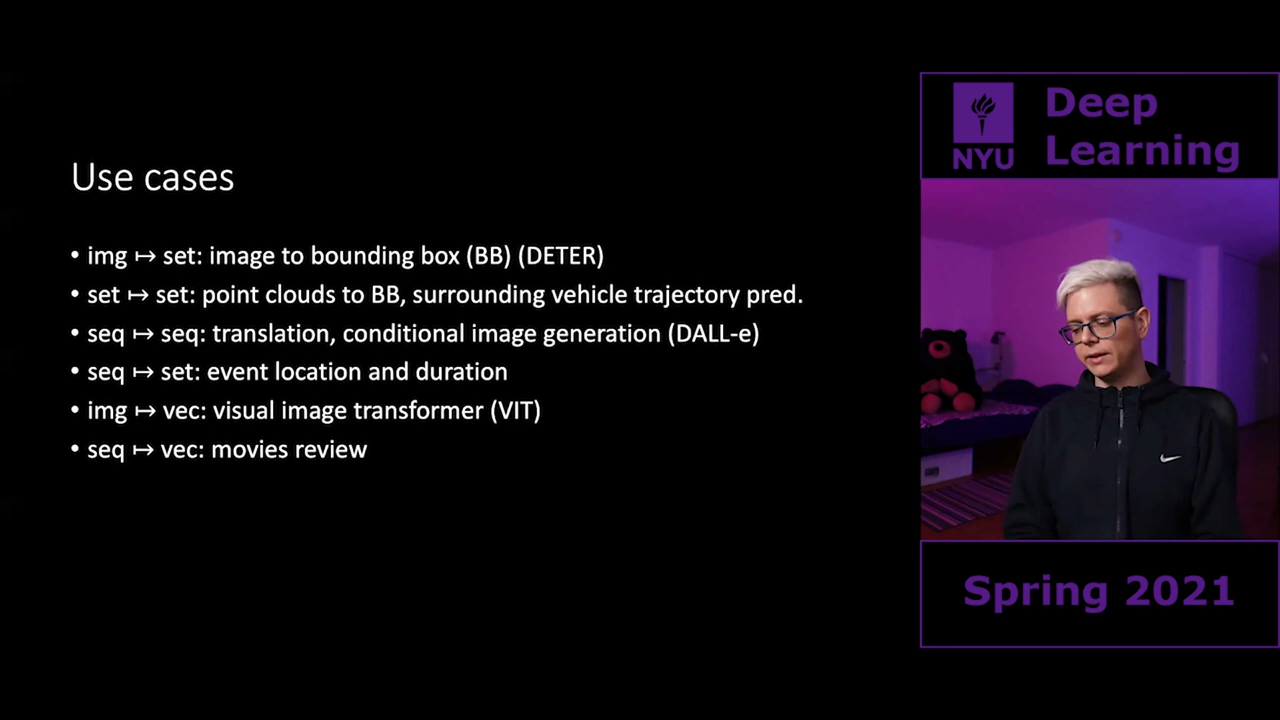 Use cases
• img ↦ set: image to bounding box (BB) (DETER)
• set ↦ set: point clouds to BB, surrounding vehicle trajectory pred.
• seq ↦ seq: translation, conditional image generation (DALL-e)
• seq ↦ set: event location and duration
• img ↦ vec: visual image transformer (VIT)
• seq ↦ vec: movies review
NYU
Deep
Learning
Spring 2021